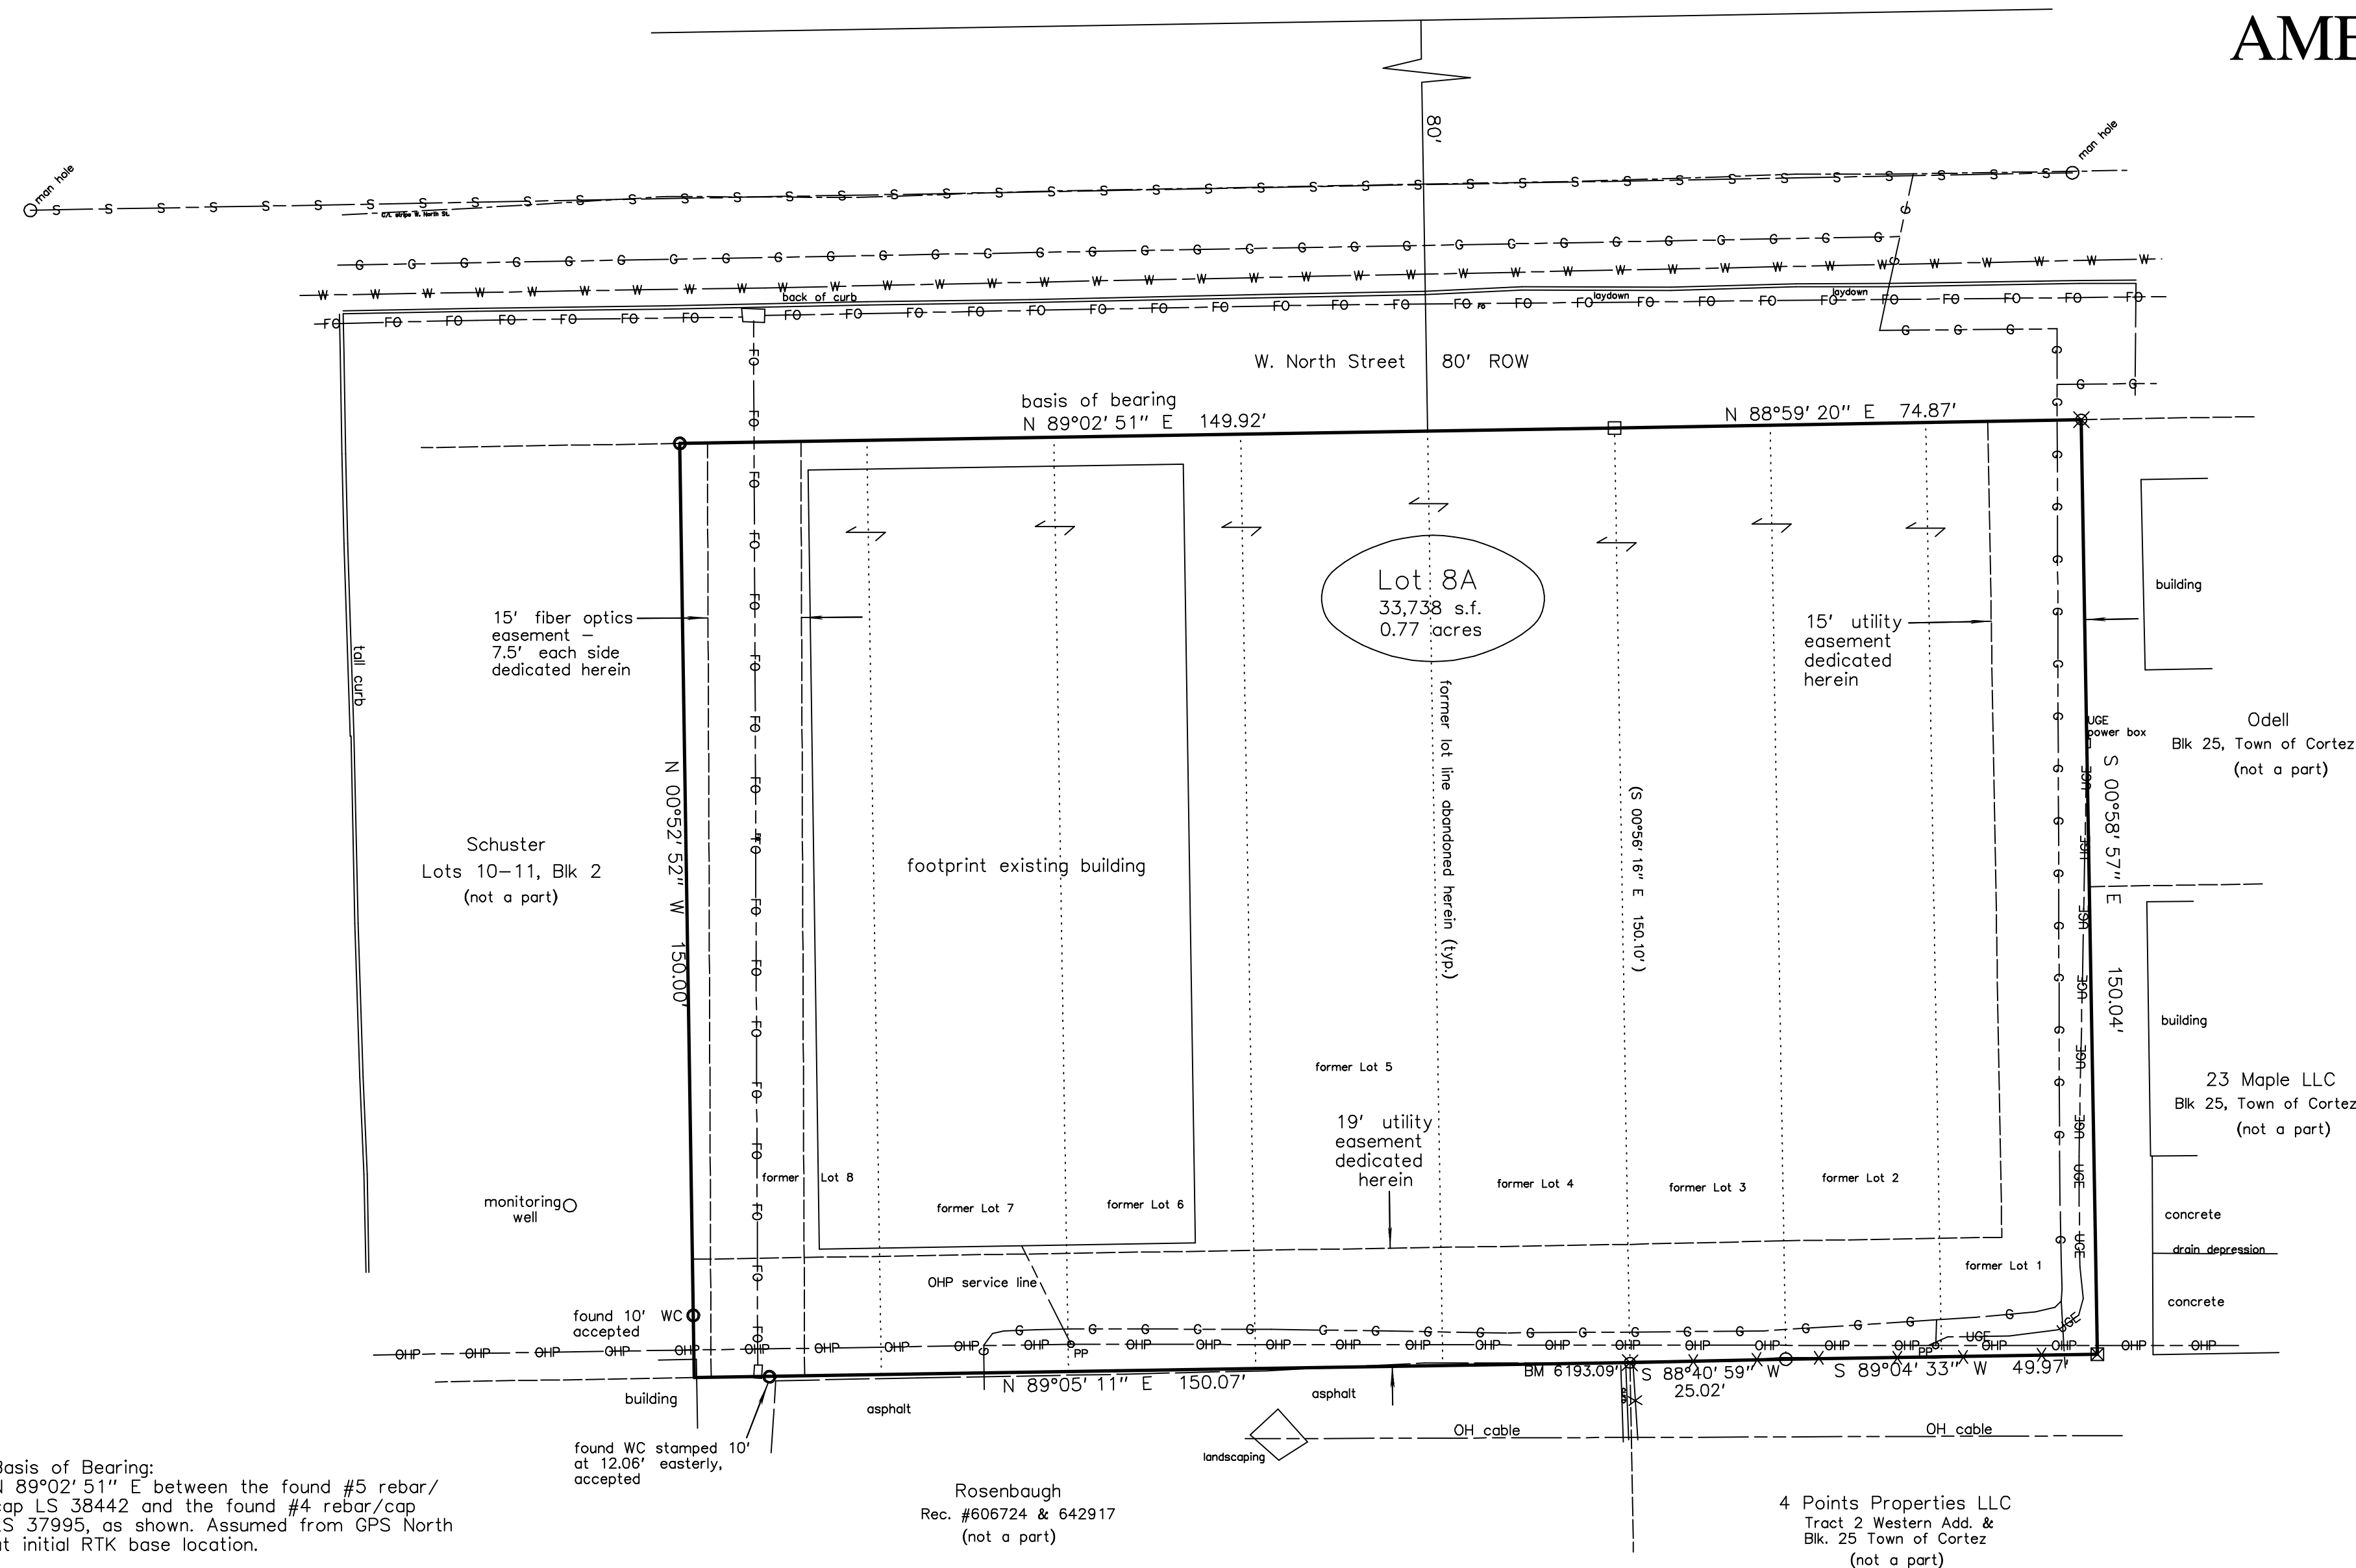 AME
man hole
man hole
80'
C/L stripe W. North St.
back of curb
laydown
laydown
W. North Street 80' ROW
basis of bearing
N 89°02'51" E 149.92'
N 88°59'20" E 74.87'
Lot 8A
33,738 s.f.
0.77 acres
15' fiber optics
easement –
7.5' each side
dedicated herein
15' utility
easement
dedicated
herein
building
tall curb
former lot line abandoned herein (typ.)
(S 00°56'16" E 150.10')
N 00°52'52" W 150.00'
S 00°58'57" E 150.04'
UGE
power box
Odell
Blk 25, Town of Cortez
(not a part)
Schuster
Lots 10-11, Blk 2
(not a part)
footprint existing building
building
23 Maple LLC
Blk 25, Town of Cortez
(not a part)
former Lot 5
19' utility
easement
dedicated
herein
former Lot 8
former Lot 7
former Lot 6
former Lot 4
former Lot 3
former Lot 2
former Lot 1
monitoring
well
concrete
drain depression
concrete
OHP service line
found 10' WC
accepted
PP
PP
BM 6193.09'
S 88°40'59" W
25.02'
S 89°04'33" W 49.97'
N 89°05'11" E 150.07'
building
asphalt
asphalt
OH cable
OH cable
landscaping
found WC stamped 10'
at 12.06' easterly,
accepted
Basis of Bearing:
N 89°02'51" E between the found #5 rebar/
cap LS 38442 and the found #4 rebar/cap
LS 37995, as shown. Assumed from GPS North
at initial RTK base location.
Rosenbaugh
Rec. #606724 & 642917
(not a part)
4 Points Properties LLC
Tract 2 Western Add. &
Blk. 25 Town of Cortez
(not a part)